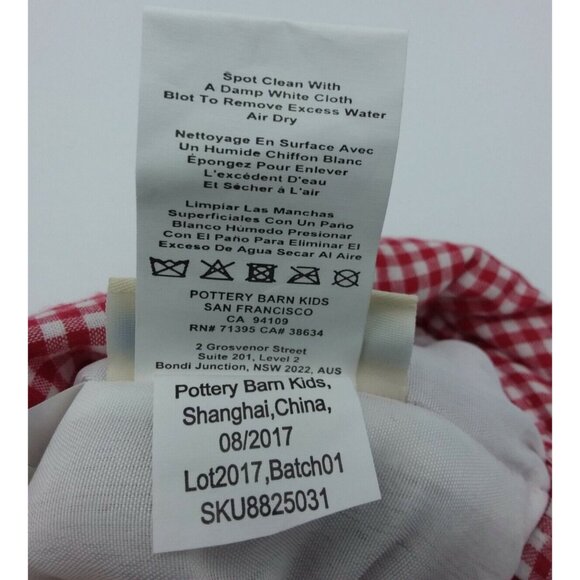 Spot Clean With
A Damp White Cloth
Blot To Remove Excess Water
Air Dry
Nettoyage En Surface Avec
Un Humide Chiffon Blanc
Épongez Pour Enlever
L'excédent D'eau
Et Sècher à L'air
Limpiar Las Manchas
Superficiales Con Un Paño
Blanco Húmedo Presionar
Con El Paño Para Eliminar El
Exceso De Agua Secar Al Aire
POTTERY BARN KIDS
SAN FRANCISCO
CA 94109
RN# 71395 CA# 38634
2 Grosvenor Street
Suite 201, Level 2
Bondi Junction, NSW 2022, AUS
Pottery Barn Kids,
Shanghai,China,
08/2017
Lot2017,Batch01
SKU8825031